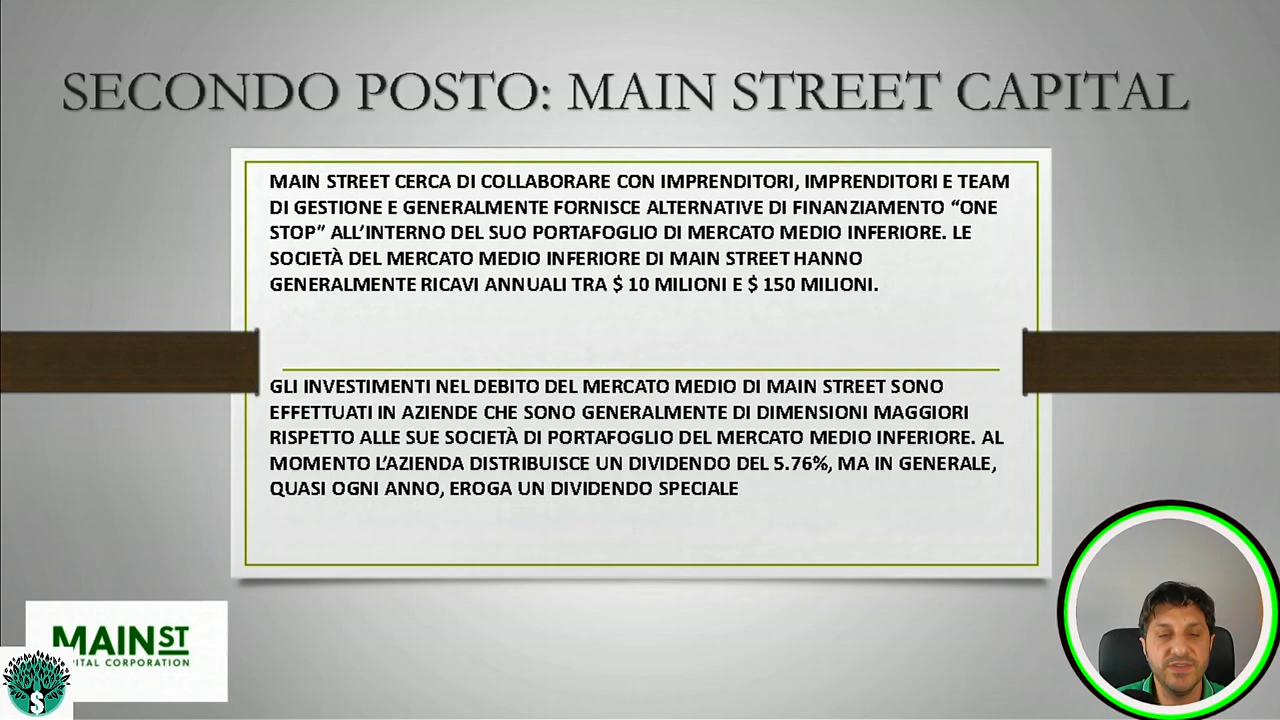 SECONDO POSTO: MAIN STREET CAPITAL
MAIN STREET CERCA DI COLLABORARE CON IMPRENDITORI, IMPRENDITORI E TEAM
DI GESTIONE E GENERALMENTE FORNISCE ALTERNATIVE DI FINANZIAMENTO “ONE
STOP” ALL’INTERNO DEL SUO PORTAFOGLIO DI MERCATO MEDIO INFERIORE. LE
SOCIETÀ DEL MERCATO MEDIO INFERIORE DI MAIN STREET HANNO
GENERALMENTE RICAVI ANNUALI TRA $ 10 MILIONI E $ 150 MILIONI.
GLI INVESTIMENTI NEL DEBITO DEL MERCATO MEDIO DI MAIN STREET SONO
EFFETTUATI IN AZIENDE CHE SONO GENERALMENTE DI DIMENSIONI MAGGIORI
RISPETTO ALLE SUE SOCIETÀ DI PORTAFOGLIO DEL MERCATO MEDIO INFERIORE. AL
MOMENTO L’AZIENDA DISTRIBUISCE UN DIVIDENDO DEL 5.76%, MA IN GENERALE,
QUASI OGNI ANNO, EROGA UN DIVIDENDO SPECIALE
MAIN ST
PITAL CORPORATION
$